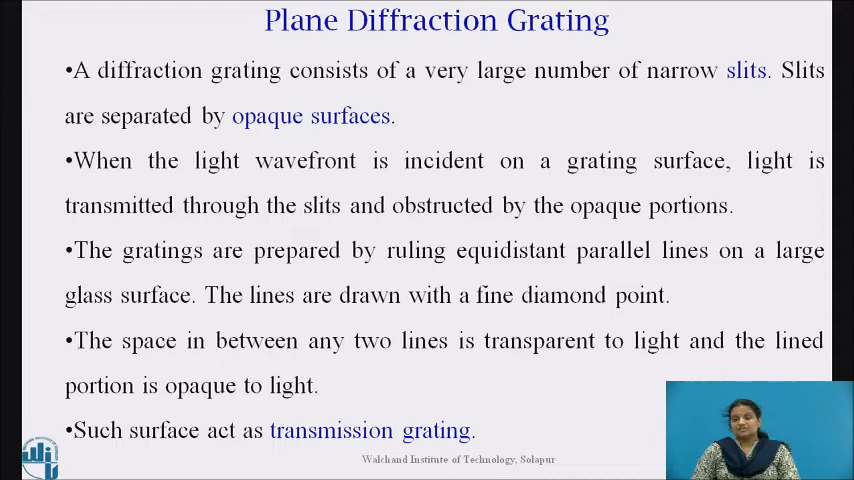 Plane Diffraction Grating
•A diffraction grating consists of a very large number of narrow slits. Slits
are separated by opaque surfaces.
•When the light wavefront is incident on a grating surface, light is
transmitted through the slits and obstructed by the opaque portions.
•The gratings are prepared by ruling equidistant parallel lines on a large
glass surface. The lines are drawn with a fine diamond point.
•The space in between any two lines is transparent to light and the lined
portion is opaque to light.
•Such surface act as transmission grating.
Walchand Institute of Technology, Solapur